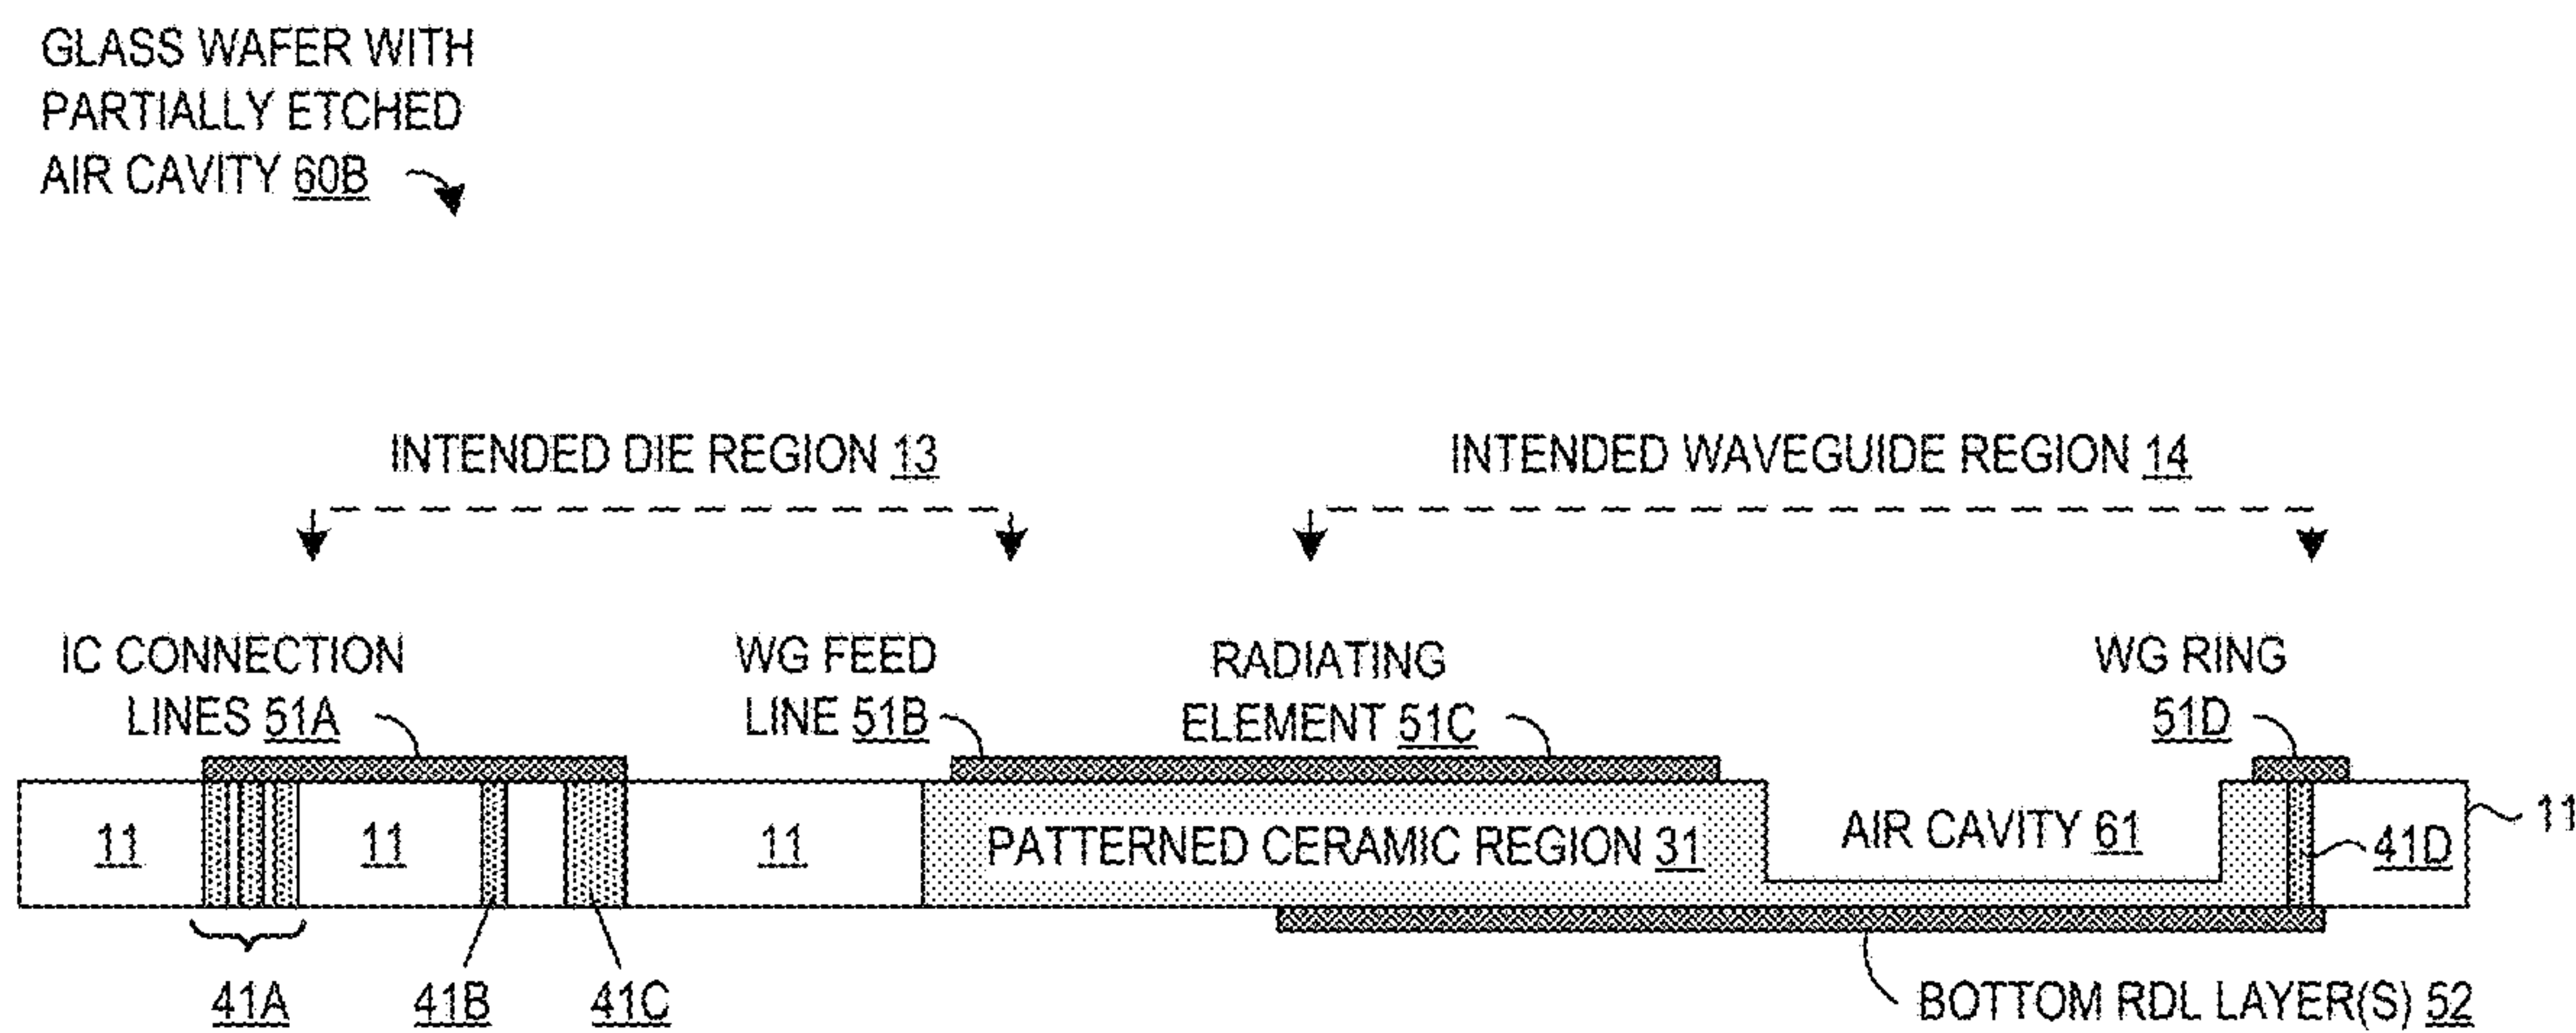 GLASS WAFER WITH
PARTIALLY ETCHED
AIR CAVITY 60B
INTENDED DIE REGION 13
INTENDED WAVEGUIDE REGION 14
IC CONNECTION
LINES 51A
WG FEED
LINE 51B
RADIATING
ELEMENT 51C
WG RING
51D
11
11
11
PATTERNED CERAMIC REGION 31
AIR CAVITY 61
41D
11
41A
41B
41C
BOTTOM RDL LAYER(S) 52